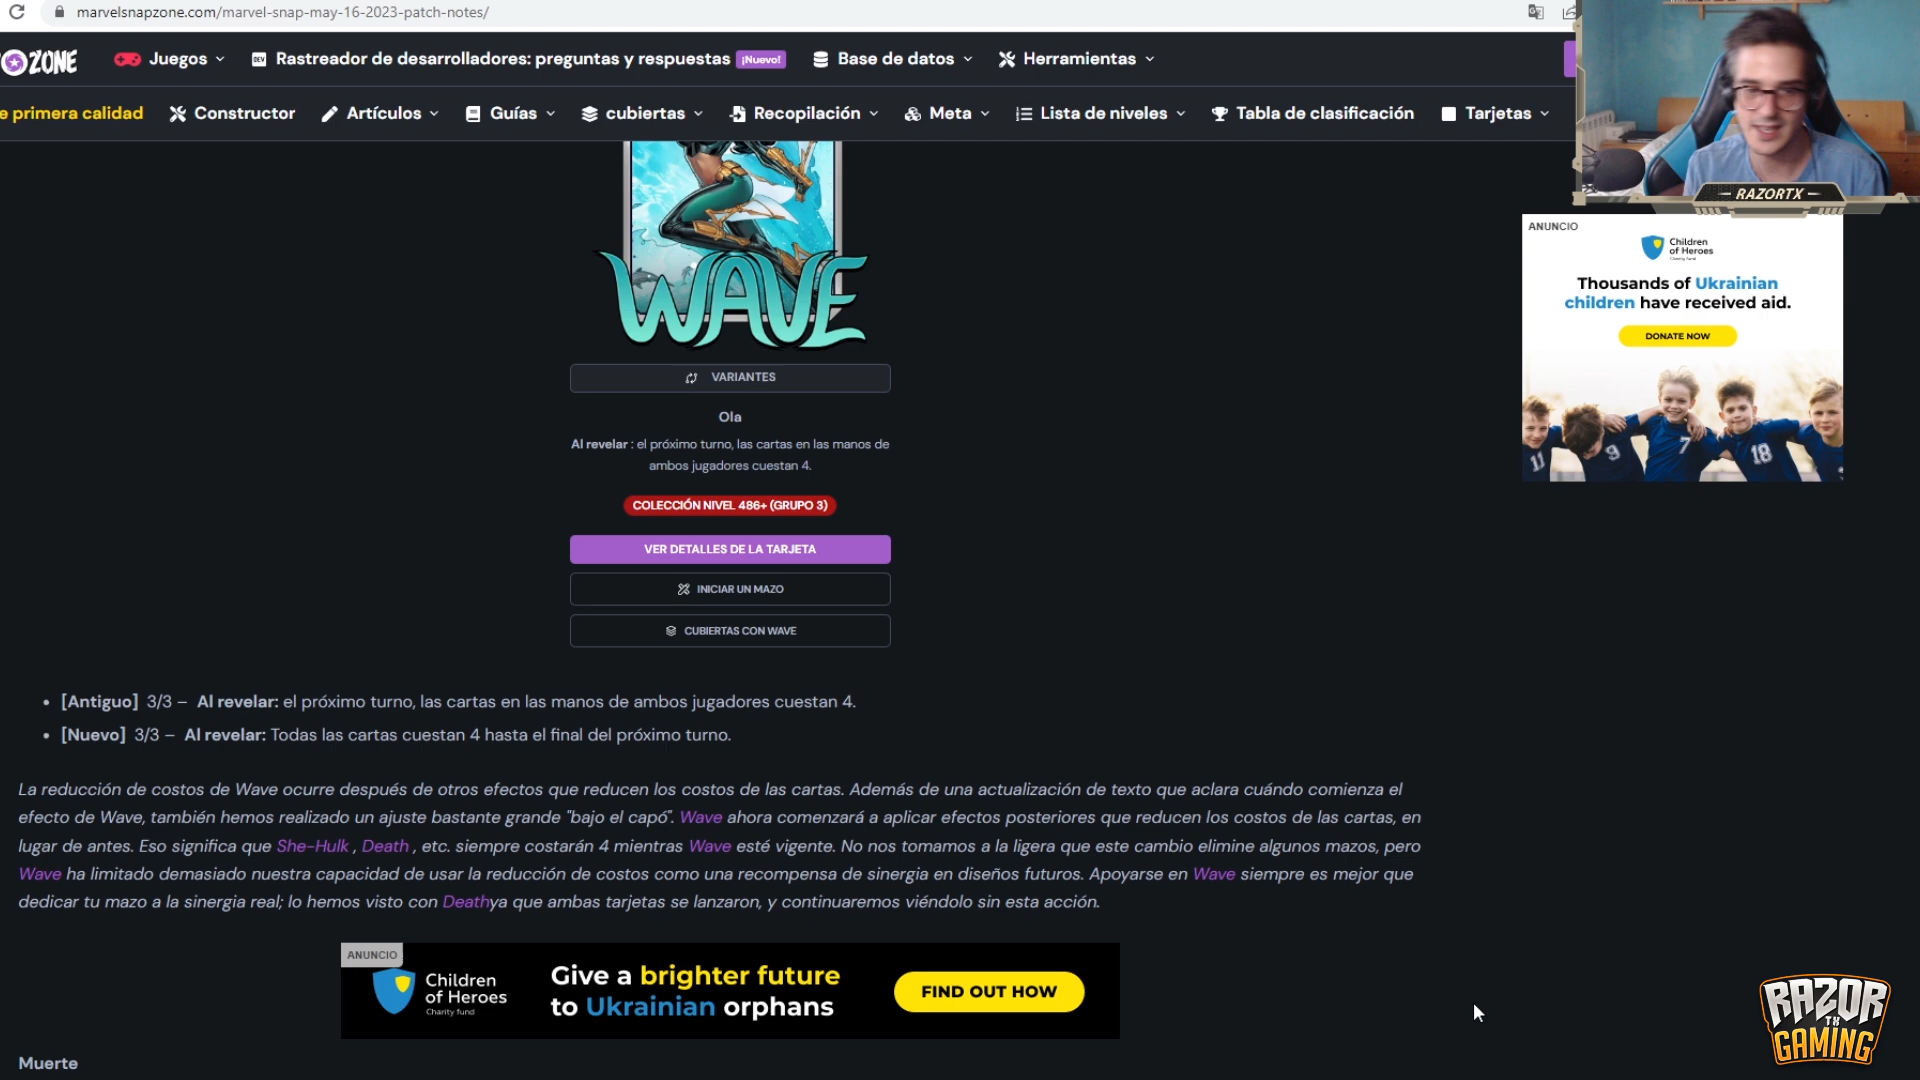 marvelsnapzone.com/marvel-snap-may-16-2023-patch-notes/
ZONE
Juegos
DEV
Rastreador de desarrolladores: preguntas y respuestas
¡Nuevo!
Base de datos
Herramientas
e primera calidad
Constructor
Artículos
Guías
cubiertas
Recopilación
Meta
Lista de niveles
Tabla de clasificación
Tarjetas
RAZORTX
WAVE
VARIANTES
Ola
Al revelar : el próximo turno, las cartas en las manos de
ambos jugadores cuestan 4.
COLECCIÓN NIVEL 486+ (GRUPO 3)
VER DETALLES DE LA TARJETA
INICIAR UN MAZO
CUBIERTAS CON WAVE
ANUNCIO
Children
of Heroes
Charity fund
Thousands of Ukrainian
children have received aid.
DONATE NOW
11
9
7
18
• [Antiguo] 3/3 – Al revelar: el próximo turno, las cartas en las manos de ambos jugadores cuestan 4.
• [Nuevo] 3/3 – Al revelar: Todas las cartas cuestan 4 hasta el final del próximo turno.
La reducción de costos de Wave ocurre después de otros efectos que reducen los costos de las cartas. Además de una actualización de texto que aclara cuándo comienza el
efecto de Wave, también hemos realizado un ajuste bastante grande "bajo el capó". Wave ahora comenzará a aplicar efectos posteriores que reducen los costos de las cartas, en
lugar de antes. Eso significa que She-Hulk , Death , etc. siempre costarán 4 mientras Wave esté vigente. No nos tomamos a la ligera que este cambio elimine algunos mazos, pero
Wave ha limitado demasiado nuestra capacidad de usar la reducción de costos como una recompensa de sinergia en diseños futuros. Apoyarse en Wave siempre es mejor que
dedicar tu mazo a la sinergia real; lo hemos visto con Deathya que ambas tarjetas se lanzaron, y continuaremos viéndolo sin esta acción.
ANUNCIO
Children
of Heroes
Charity fund
Give a brighter future
to Ukrainian orphans
FIND OUT HOW
Muerte
RAZOR
TX
GAMING